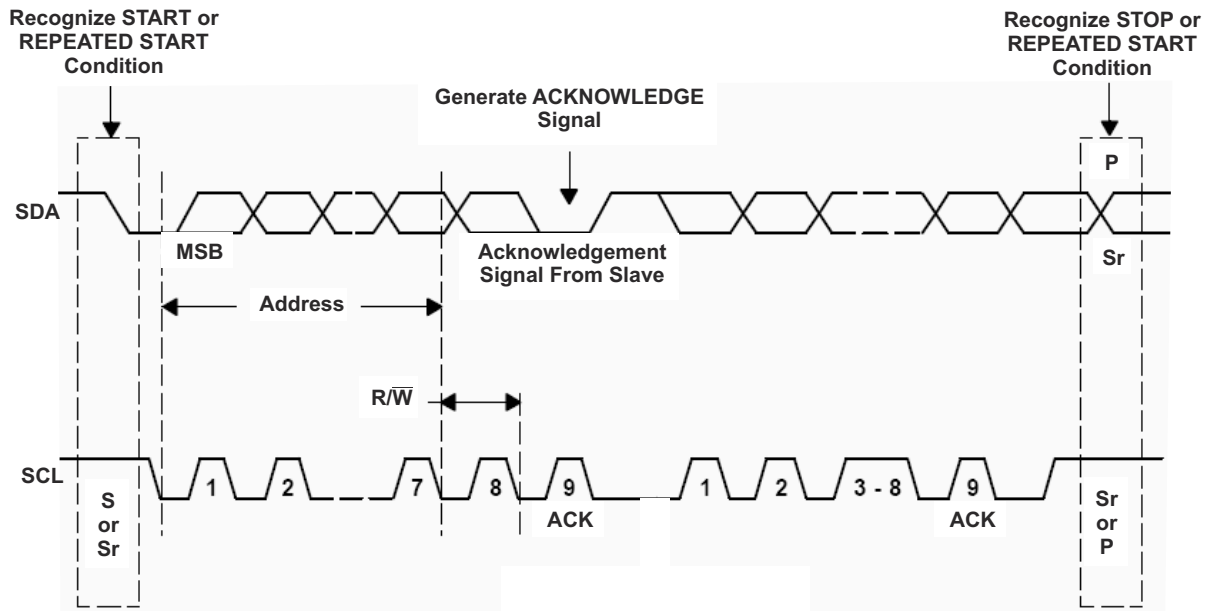 Recognize START or
REPEATED START
Condition
Recognize STOP or
REPEATED START
Condition
Generate ACKNOWLEDGE
Signal
P
SDA
MSB
Acknowledgement
Signal From Slave
Sr
Address
R/W̅
SCL
1
2
7
8
9
1
2
3 - 8
9
ACK
ACK
S
or
Sr
Sr
or
P